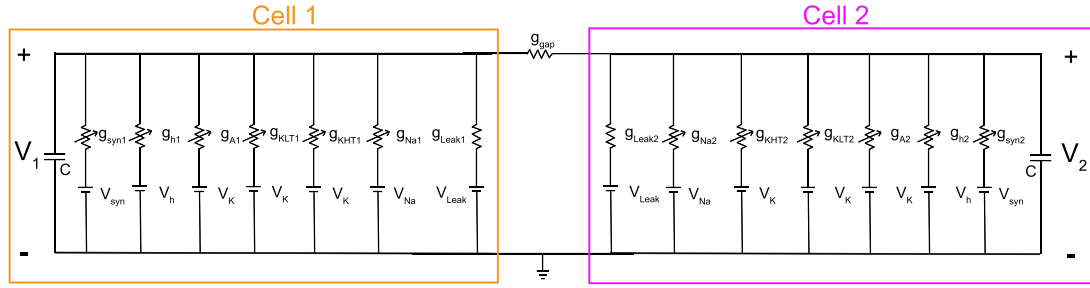 Cell 1
Cell 2
g_gap
+
+
g_syn1
g_h1
g_A1
g_KLT1
g_KHT1
g_Na1
g_Leak1
g_Leak2
g_Na2
g_KHT2
g_KLT2
g_A2
g_h2
g_syn2
V_1
C
C
V_2
V_syn
V_h
V_K
V_K
V_K
V_Na
V_Leak
V_Leak
V_Na
V_K
V_K
V_K
V_h
V_syn
-
-